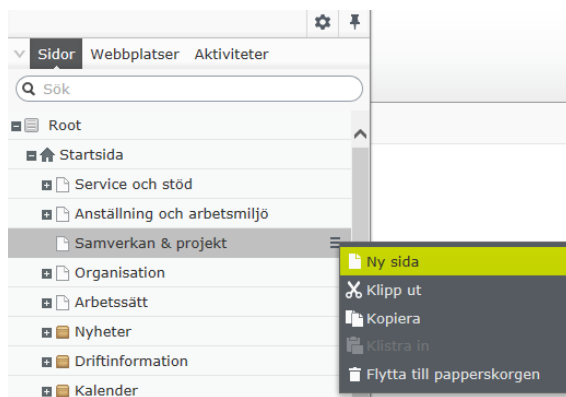 Sidor Webbplatser Aktiviteter
Sök
Root
Startsida
Service och stöd
Anställning och arbetsmiljö
Samverkan & projekt
Ny sida
Organisation
Klipp ut
Arbetssätt
Kopiera
Nyheter
Klistra in
Driftinformation
Flytta till papperskorgen
Kalender